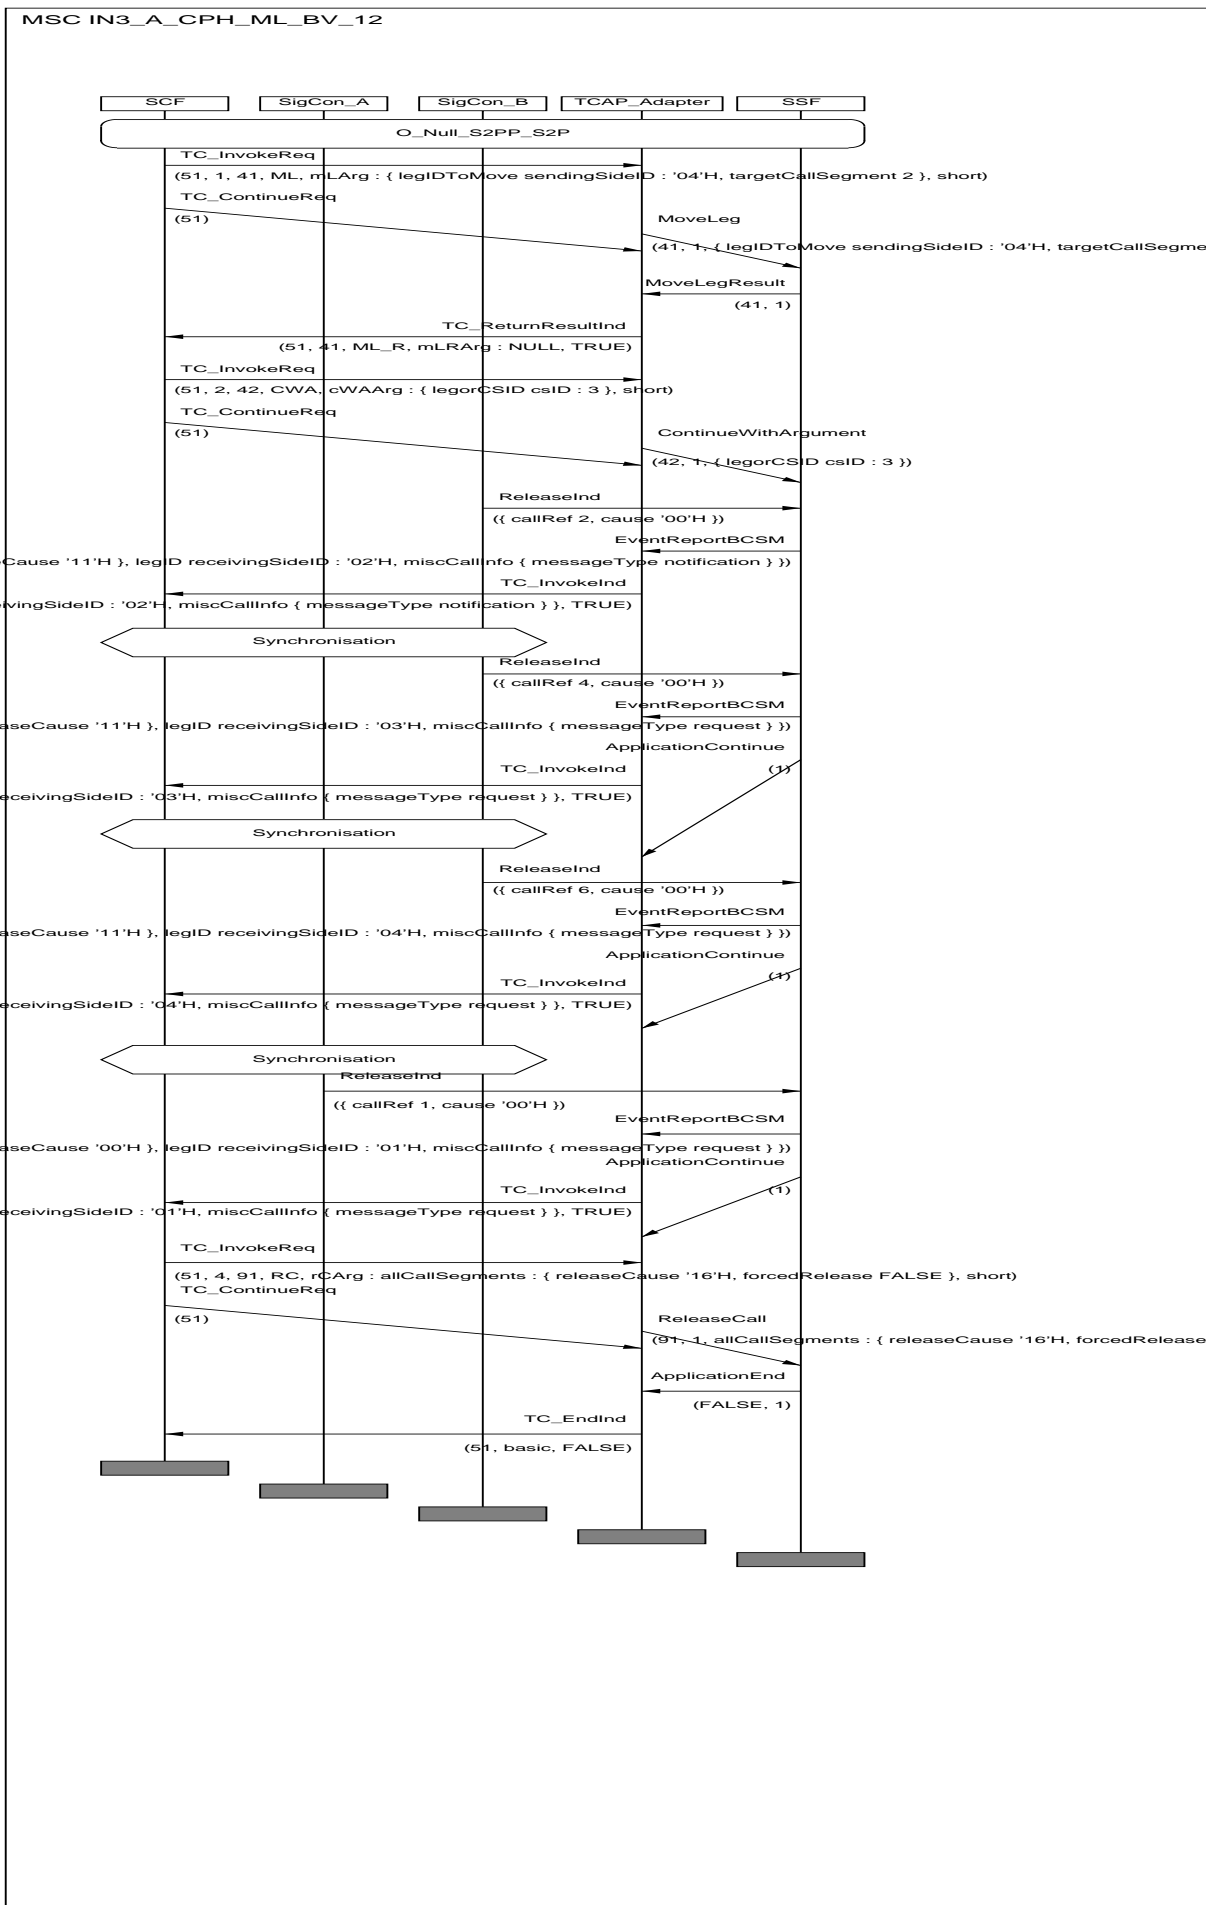 MSC IN3_A_CPH_ML_BV_12
SCF SigCon_A SigCon_B TCAP_Adapter SSF
O_Null_S2PP_S2P
TC_InvokeReq
(51, 1, 41, ML, mLArg : { legIDToMove sendingSideID : '04'H, targetCallSegment 2 }, short)
TC_ContinueReq
(51)
MoveLeg
(41, 1, { legIDToMove sendingSideID : '04'H, targetCallSegme
MoveLegResult
(41, 1)
TC_ReturnResultInd
(51, 41, ML_R, mLRArg : NULL, TRUE)
TC_InvokeReq
(51, 2, 42, CWA, cWAArg : { legorCSID csID : 3 }, short)
TC_ContinueReq
(51)
ContinueWithArgument
(42, 1, { legorCSID csID : 3 })
ReleaseInd
({ callRef 2, cause '00'H })
EventReportBCSM
Cause '11'H }, legID receivingSideID : '02'H, miscCallInfo { messageType notification } })
TC_InvokeInd
ivingSideID : '02'H, miscCallInfo { messageType notification } }, TRUE)
Synchronisation
ReleaseInd
({ callRef 4, cause '00'H })
EventReportBCSM
aseCause '11'H }, legID receivingSideID : '03'H, miscCallInfo { messageType request } })
ApplicationContinue
(1)
TC_InvokeInd
eceivingSideID : '03'H, miscCallInfo { messageType request } }, TRUE)
Synchronisation
ReleaseInd
({ callRef 6, cause '00'H })
EventReportBCSM
aseCause '11'H }, legID receivingSideID : '04'H, miscCallInfo { messageType request } })
ApplicationContinue
(1)
TC_InvokeInd
eceivingSideID : '04'H, miscCallInfo { messageType request } }, TRUE)
Synchronisation
ReleaseInd
({ callRef 1, cause '00'H })
EventReportBCSM
aseCause '00'H }, legID receivingSideID : '01'H, miscCallInfo { messageType request } })
ApplicationContinue
(1)
TC_InvokeInd
eceivingSideID : '01'H, miscCallInfo { messageType request } }, TRUE)
TC_InvokeReq
(51, 4, 91, RC, rCArg : allCallSegments : { releaseCause '16'H, forcedRelease FALSE }, short)
TC_ContinueReq
(51)
ReleaseCall
(91, 1, allCallSegments : { releaseCause '16'H, forcedRelease
ApplicationEnd
(FALSE, 1)
TC_EndInd
(51, basic, FALSE)